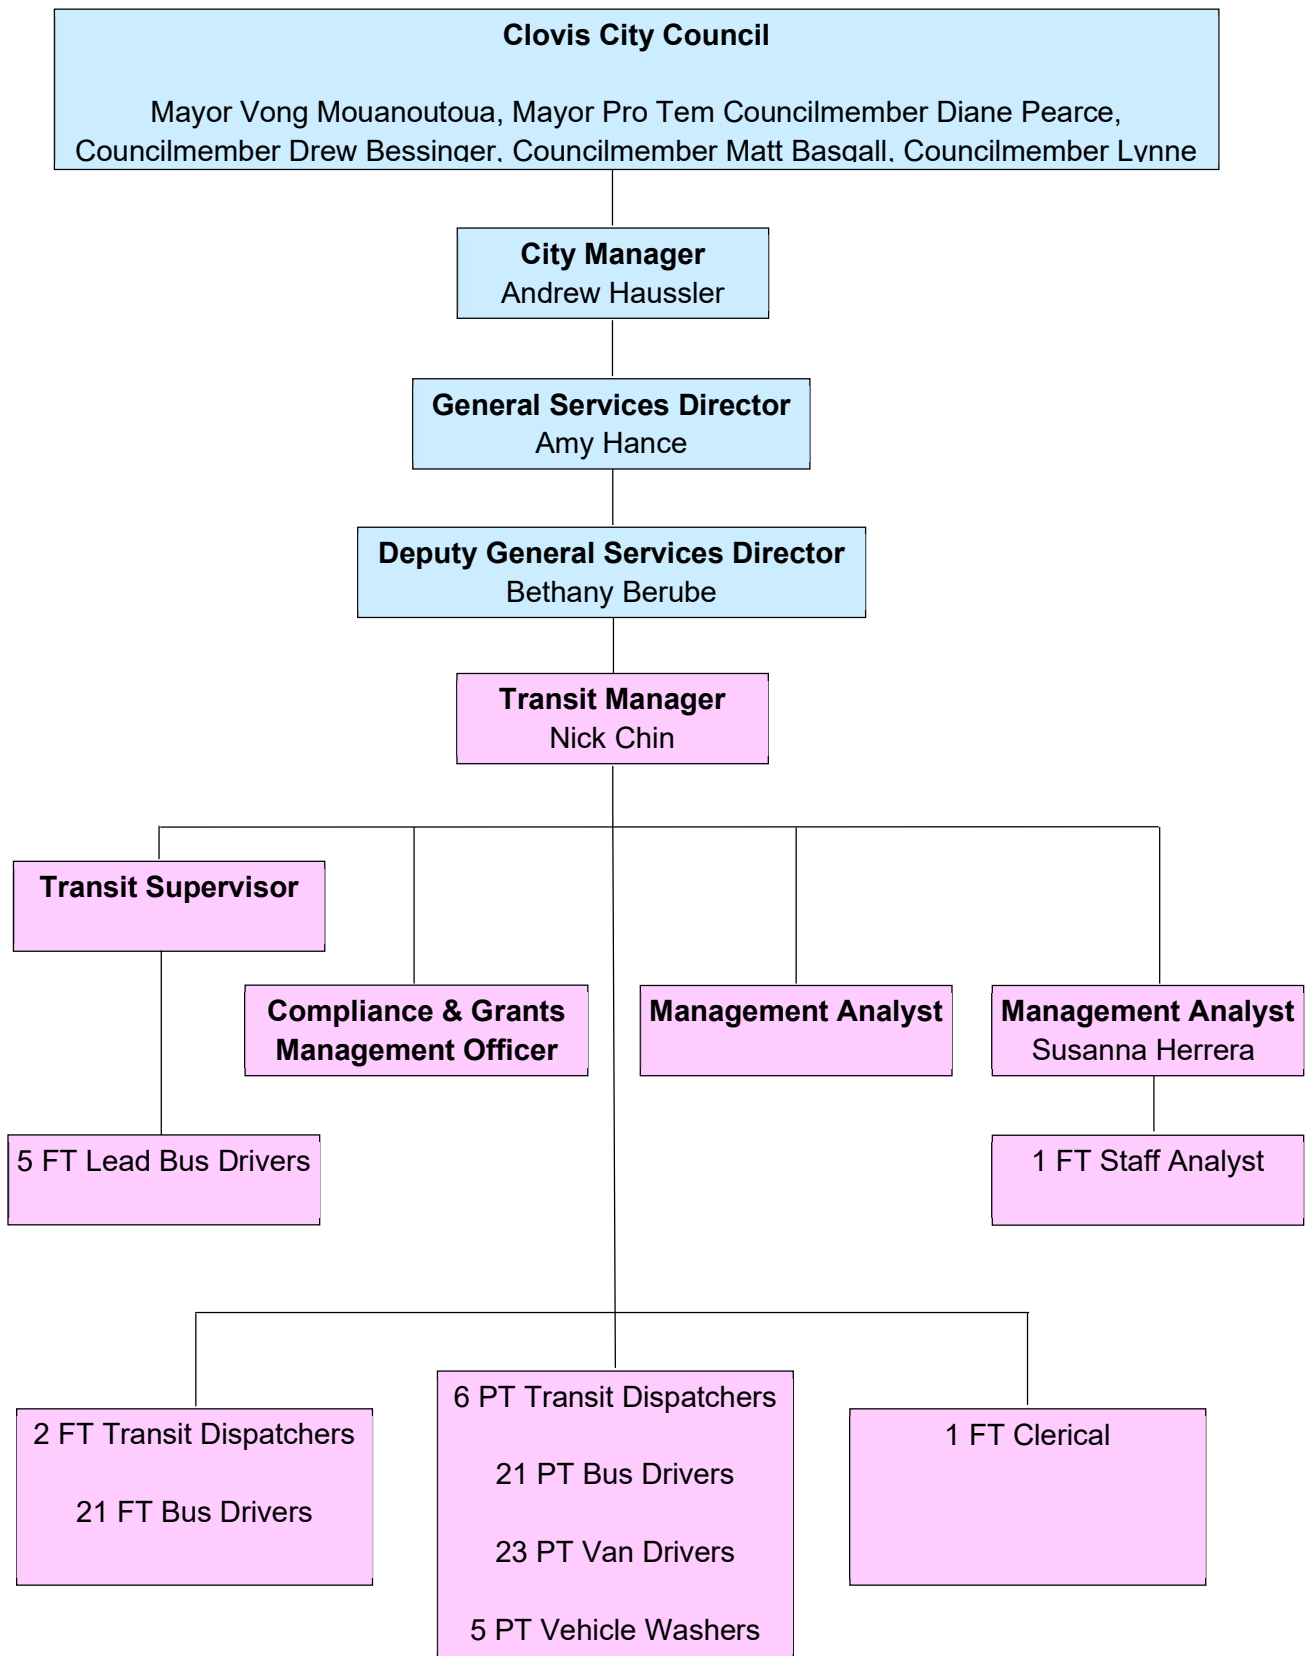 Clovis City Council
Mayor Vong Mouanoutoua, Mayor Pro Tem Councilmember Diane Pearce,
Councilmember Drew Bessinger, Councilmember Matt Basgall, Councilmember Lynne
City Manager
Andrew Haussler
General Services Director
Amy Hance
Deputy General Services Director
Bethany Berube
Transit Manager
Nick Chin
Transit Supervisor
Compliance & Grants
Management Officer
Management Analyst
Management Analyst
Susanna Herrera
5 FT Lead Bus Drivers
1 FT Staff Analyst
2 FT Transit Dispatchers
21 FT Bus Drivers
6 PT Transit Dispatchers
21 PT Bus Drivers
23 PT Van Drivers
5 PT Vehicle Washers
1 FT Clerical